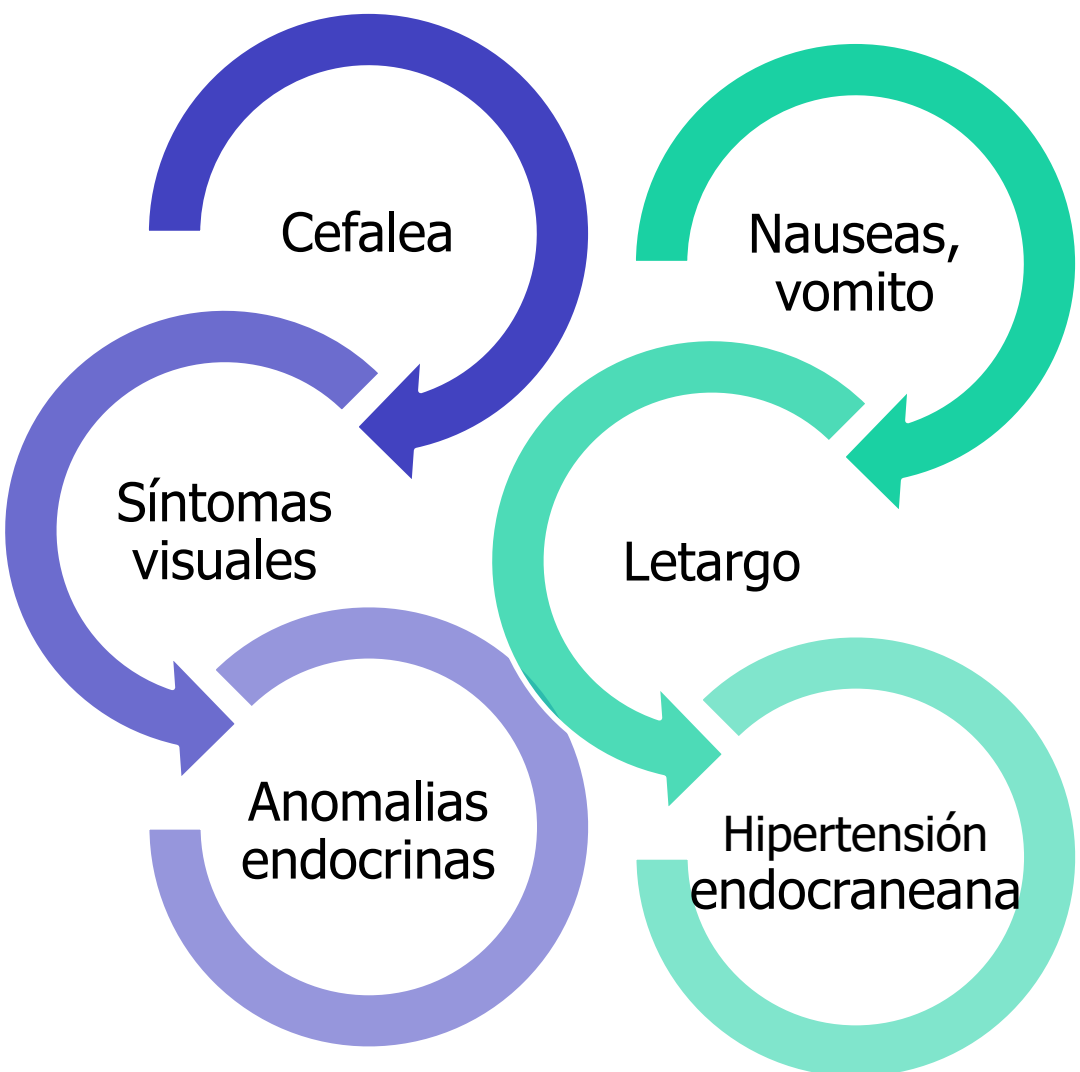 Cefalea
Síntomas
visuales
Anomalias
endocrinas
Nauseas,
vomito
Letargo
Hipertensión
endocraneana